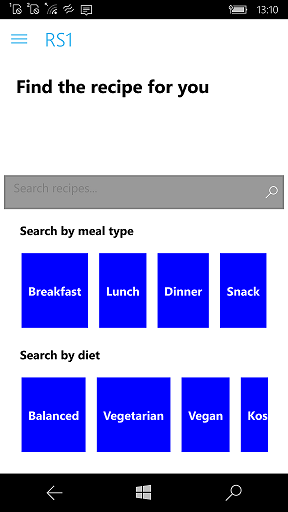 13:10
RS1
Find the recipe for you
Search recipes...
Search by meal type
Breakfast Lunch Dinner Snack
Search by diet
Balanced Vegetarian Vegan Kos